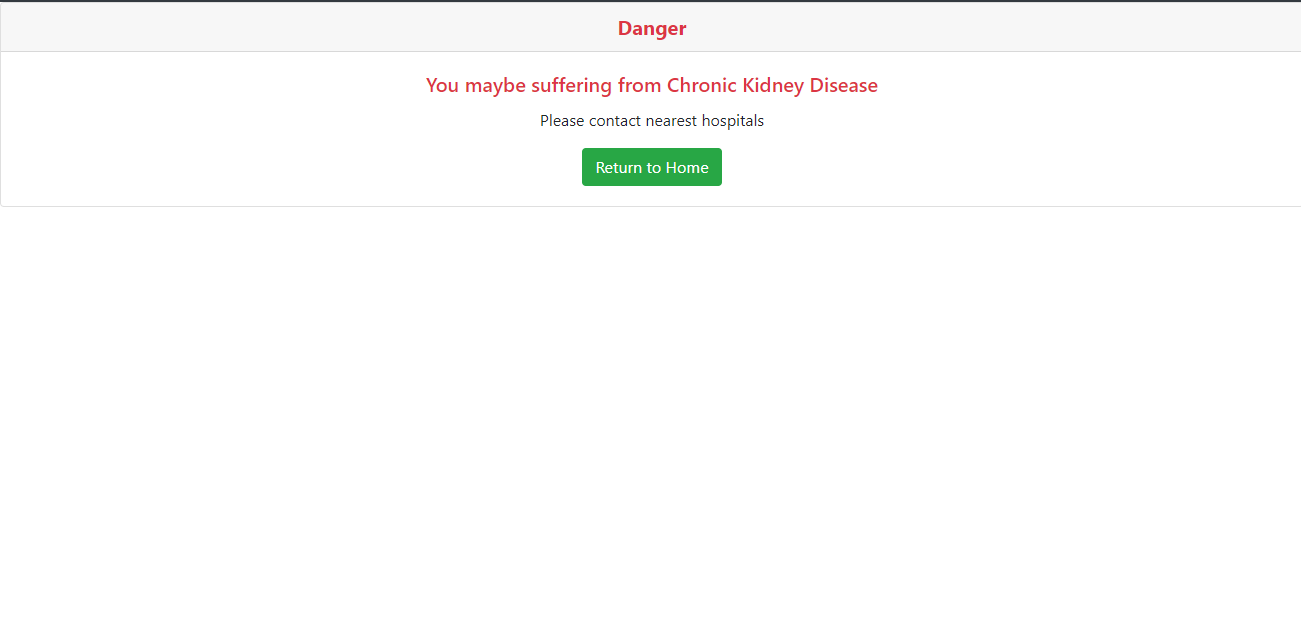 Danger
You maybe suffering from Chronic Kidney Disease
Please contact nearest hospitals
Return to Home